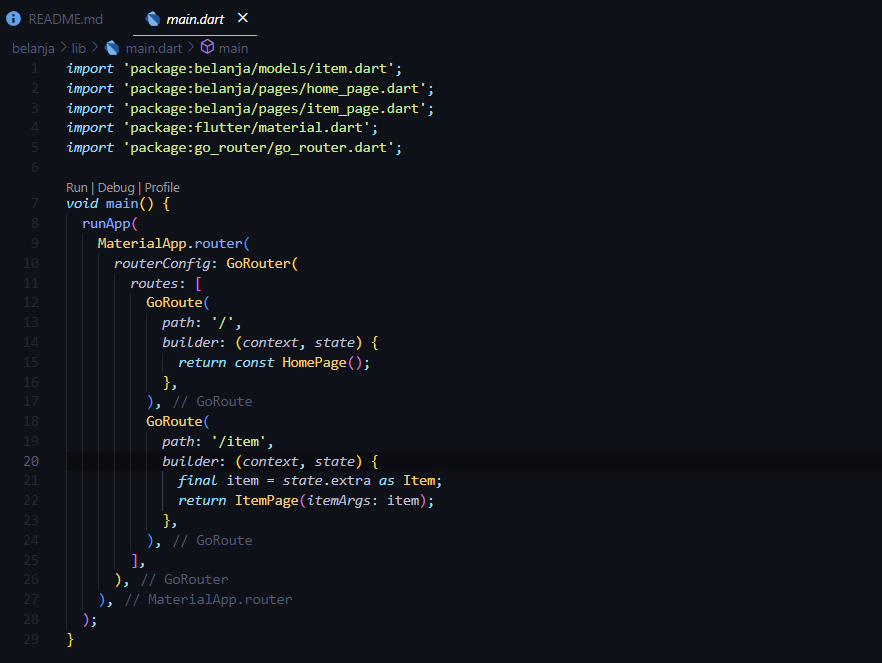 README.md main.dart
belanja > lib > main.dart > main
1 import 'package:belanja/models/item.dart';
2 import 'package:belanja/pages/home_page.dart';
3 import 'package:belanja/pages/item_page.dart';
4 import 'package:flutter/material.dart';
5 import 'package:go_router/go_router.dart';
6
Run | Debug | Profile
7 void main() {
8   runApp(
9     MaterialApp.router(
10       routerConfig: GoRouter(
11         routes: [
12           GoRoute(
13             path: '/',
14             builder: (context, state) {
15               return const HomePage();
16             },
17           ), // GoRoute
18           GoRoute(
19             path: '/item',
20             builder: (context, state) {
21               final item = state.extra as Item;
22               return ItemPage(itemArgs: item);
23             },
24           ), // GoRoute
25         ],
26       ), // GoRouter
27     ), // MaterialApp.router
28   );
29 }